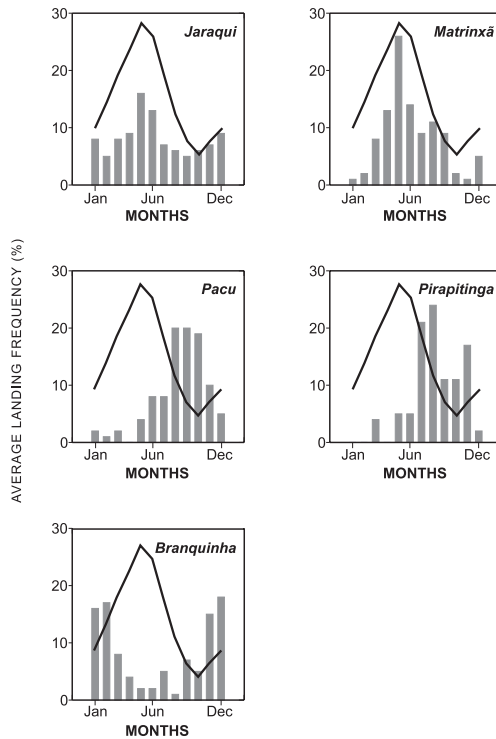 AVERAGE LANDING FREQUENCY (%)
Jaraqui
30
20
10
0
Jan Jun Dec
MONTHS
Matrinxã
30
20
10
0
Jan Jun Dec
MONTHS
Pacu
30
20
10
0
Jan Jun Dec
MONTHS
Pirapitinga
30
20
10
0
Jan Jun Dec
MONTHS
Branquinha
30
20
10
0
Jan Jun Dec
MONTHS